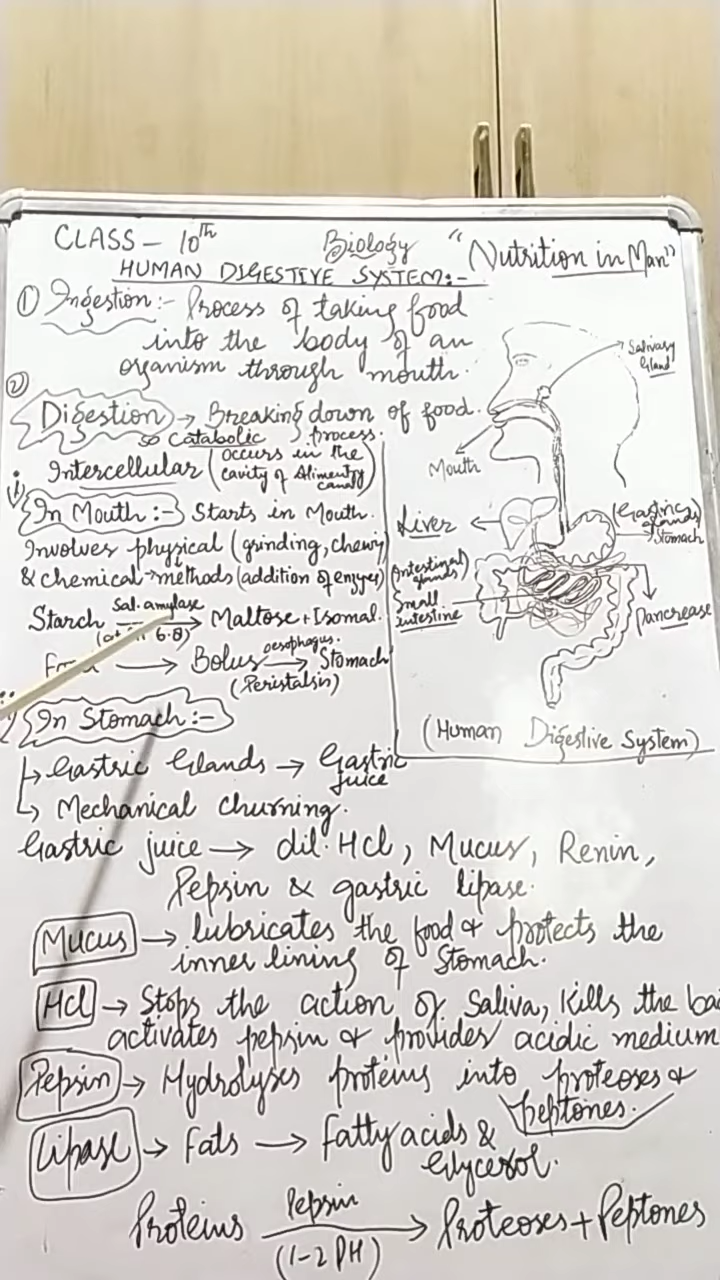 CLASS - 10th Biology "Nutrition in Man"
HUMAN DIGESTIVE SYSTEM:-
① Ingestion:- Process of taking food
into the body of an
organism through mouth.
②
Digestion → Breaking down of food.
so Catabolic process.
Intercellular (occurs in the
cavity of Alimentry
canal)
i)
In Mouth:- Starts in Mouth.
Involves physical (grinding, chewing
& chemical → methods (addition of enzymes)
Starch Sal. amylase → Maltose + Isomal.
6.8)
→ Bolus oesophagus. → Stomach
(Peristalsin)
In Stomach:-
→ Gastric Glands → Gastric
juice
→ Mechanical churning.
Gastric juice → dil. Hcl, Mucus, Renin,
Pepsin & gastric lipase.
Mucus → lubricates the food & protects the
inner lining of Stomach.
Hcl → Stops the action of Saliva, kills the
activates pepsin & provides acidic medium
Pepsin → Hydrolyses proteins into proteoses &
peptones.
Lipase → Fats → Fatty acids &
Glycerol.
Proteins Pepsin → Proteoses + Peptones
(1-2 PH)
Salivary
Gland
Mouth
Liver
(Gastric
glands)
Stomach
(Intestinal
glands)
Small
intestine
Pancrease
(Human Digestive System)